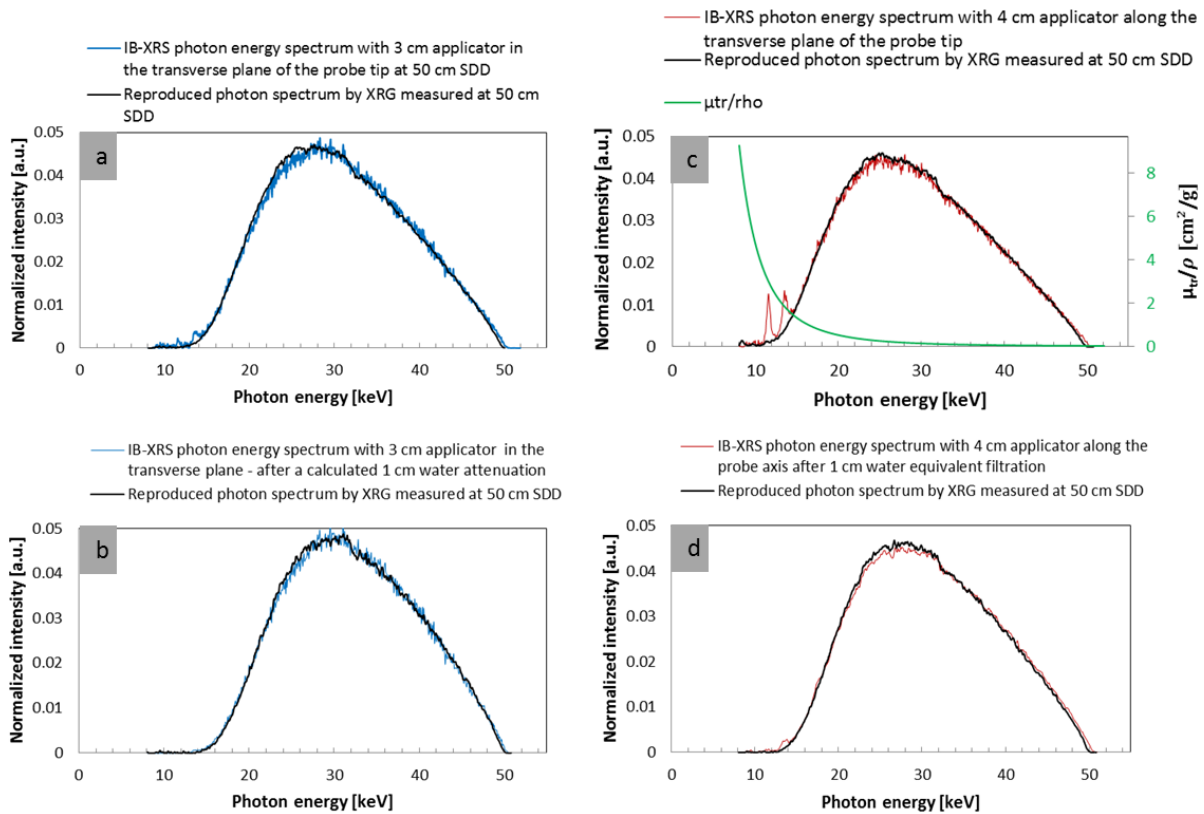 IB-XRS photon energy spectrum with 3 cm applicator in
the transverse plane of the probe tip at 50 cm SDD
Reproduced photon spectrum by XRG measured at 50 cm
SDD
a
Normalized intensity [a.u.]
0.05
0.04
0.03
0.02
0.01
0
0 10 20 30 40 50
Photon energy [keV]
IB-XRS photon energy spectrum with 4 cm applicator along the
transverse plane of the probe tip
Reproduced photon spectrum by XRG measured at 50 cm SDD
μtr/rho
c
Normalized intensity [a.u.]
0.05
0.04
0.03
0.02
0.01
0
8
6
4
2
0
μtr/ρ [cm²/g]
0 10 20 30 40 50
Photon energy [keV]
IB-XRS photon energy spectrum with 3 cm applicator in the
transverse plane - after a calculated 1 cm water attenuation
Reproduced photon spectrum by XRG measured at 50 cm SDD
b
Normalized intensity [a.u.]
0.05
0.04
0.03
0.02
0.01
0
0 10 20 30 40 50
Photon energy [keV]
IB-XRS photon energy spectrum with 4 cm applicator along the
probe axis after 1 cm water equivalent filtration
Reproduced photon spectrum by XRG measured at 50 cm SDD
d
Normalized intensity [a.u.]
0.05
0.04
0.03
0.02
0.01
0
0 10 20 30 40 50
Photon energy [keV]